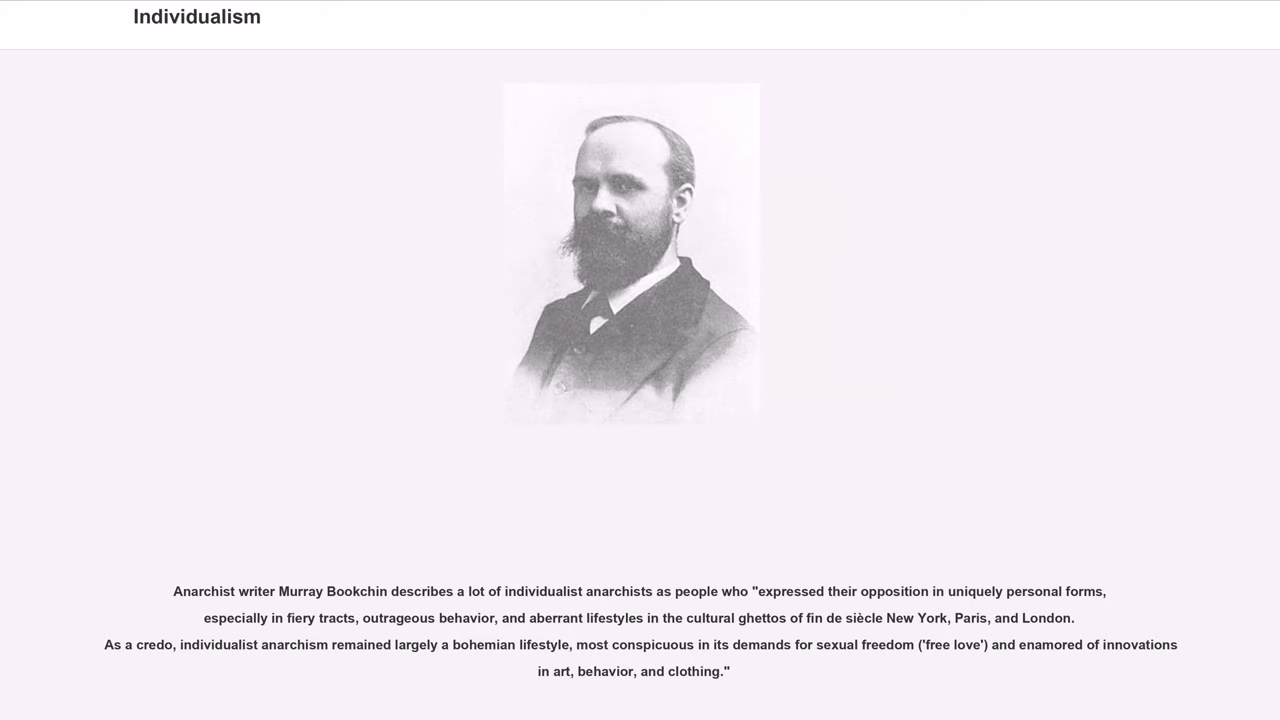 Individualism
Anarchist writer Murray Bookchin describes a lot of individualist anarchists as people who "expressed their opposition in uniquely personal forms,
especially in fiery tracts, outrageous behavior, and aberrant lifestyles in the cultural ghettos of fin de siècle New York, Paris, and London.
As a credo, individualist anarchism remained largely a bohemian lifestyle, most conspicuous in its demands for sexual freedom ('free love') and enamored of innovations
in art, behavior, and clothing."